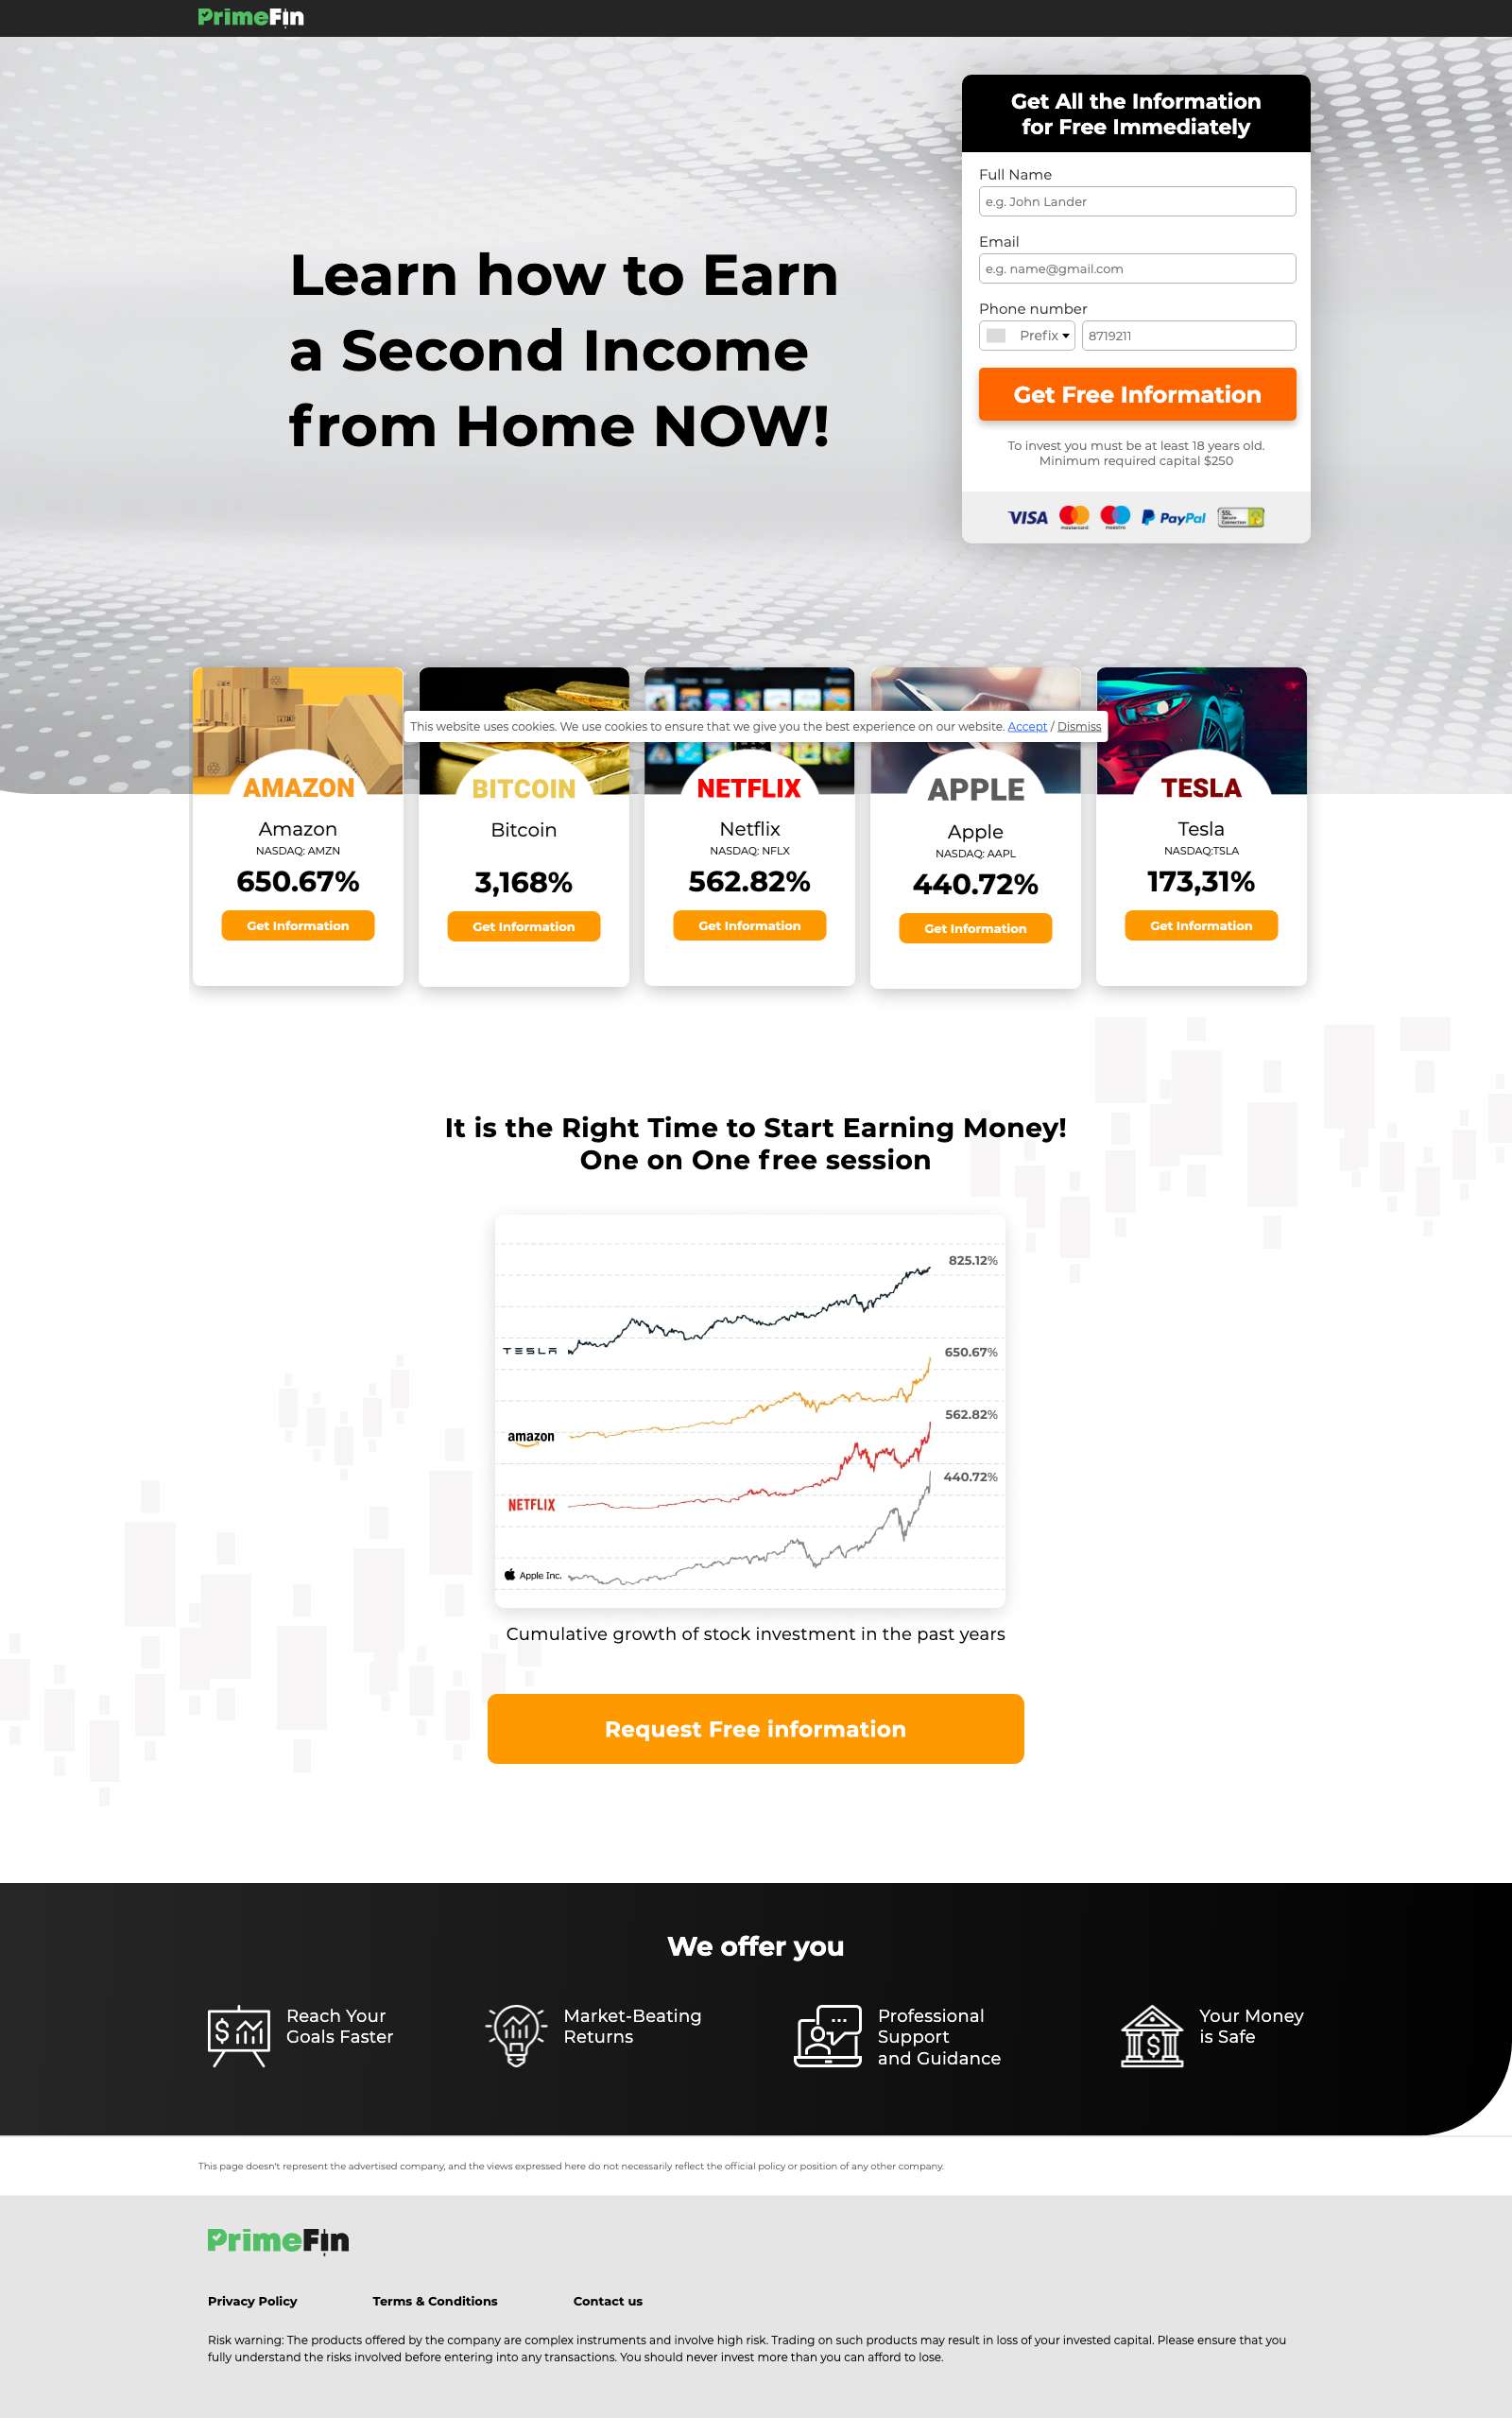 PrimeFin
Get All the Information
for Free Immediately
Full Name
e.g. John Lander
Email
e.g. name@gmail.com
Phone number
Prefix 8719211
Get Free Information
To invest you must be at least 18 years old.
Minimum required capital $250
VISA mastercard maestro PayPal SSL Secure Connection
Learn how to Earn
a Second Income
from Home NOW!
This website uses cookies. We use cookies to ensure that we give you the best experience on our website. Accept / Dismiss
AMAZON
Amazon
NASDAQ: AMZN
650.67%
Get Information
BITCOIN
Bitcoin
3,168%
Get Information
NETFLIX
Netflix
NASDAQ: NFLX
562.82%
Get Information
APPLE
Apple
NASDAQ: AAPL
440.72%
Get Information
TESLA
Tesla
NASDAQ:TSLA
173,31%
Get Information
It is the Right Time to Start Earning Money!
One on One free session
825.12%
TESLA
650.67%
amazon
562.82%
NETFLIX
440.72%
Apple Inc.
Cumulative growth of stock investment in the past years
Request Free information
We offer you
Reach Your
Goals Faster
Market-Beating
Returns
Professional
Support
and Guidance
Your Money
is Safe
This page doesn't represent the advertised company, and the views expressed here do not necessarily reflect the official policy or position of any other company.
PrimeFin
Privacy Policy Terms & Conditions Contact us
Risk warning: The products offered by the company are complex instruments and involve high risk. Trading on such products may result in loss of your invested capital. Please ensure that you
fully understand the risks involved before entering into any transactions. You should never invest more than you can afford to lose.